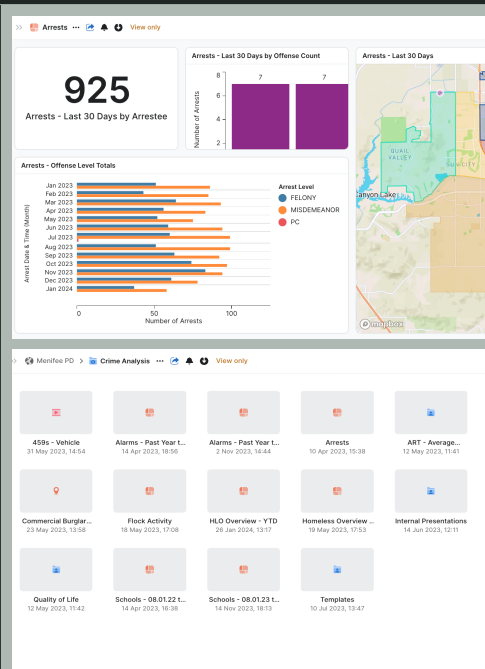 Arrests ••• View only
925
Arrests - Last 30 Days by Arrestee
Arrests - Last 30 Days by Offense Count
Number of Arrests
8
6
4
2
7
7
Arrests - Last 30 Days
QUAIL
VALLEY
SUN CITY
Canyon Lake
mapbox
Arrests - Offense Level Totals
Arrest Date & Time (Month)
Jan 2023
Feb 2023
Mar 2023
Apr 2023
May 2023
Jun 2023
Jul 2023
Aug 2023
Sep 2023
Oct 2023
Nov 2023
Dec 2023
Jan 2024
0
50
100
Number of Arrests
Arrest Level
FELONY
MISDEMEANOR
PC
Menifee PD > Crime Analysis ••• View only
459s - Vehicle
31 May 2023, 14:54
Alarms - Past Year t...
14 Apr 2023, 18:56
Alarms - Past Year t...
2 Nov 2023, 14:44
Arrests
10 Apr 2023, 15:38
ART - Average...
12 May 2023, 11:41
Commercial Burglar...
23 May 2023, 13:58
Flock Activity
18 May 2023, 17:08
HLO Overview - YTD
26 Jan 2024, 13:17
Homeless Overview ...
19 May 2023, 17:53
Internal Presentations
14 Jun 2023, 12:11
Quality of Life
12 May 2023, 11:42
Schools - 08.01.22 t...
14 Apr 2023, 16:38
Schools - 08.01.23 t...
14 Nov 2023, 18:13
Templates
10 Jul 2023, 13:47